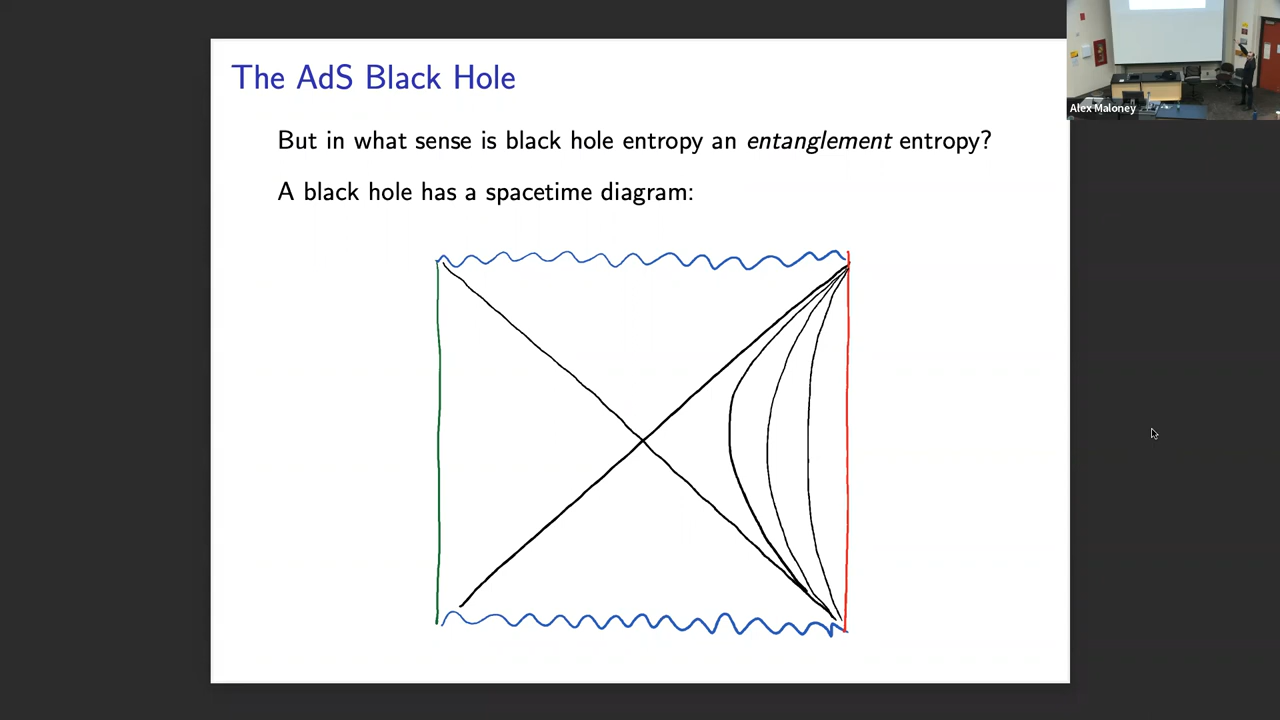 The AdS Black Hole
But in what sense is black hole entropy an entanglement entropy?
A black hole has a spacetime diagram:
Alex Maloney